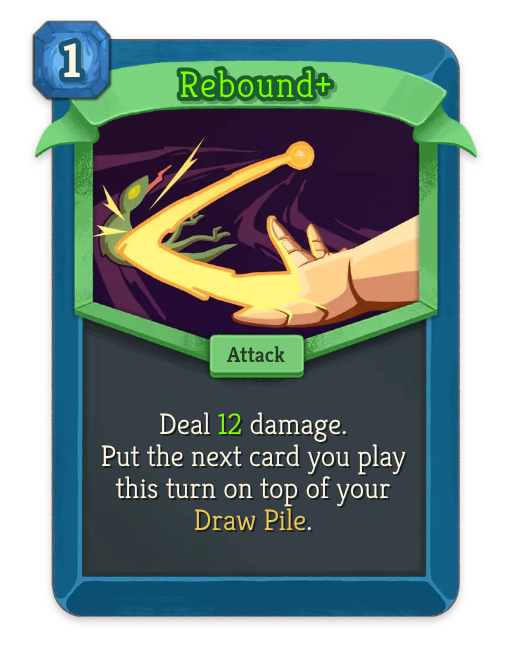 1
Rebound+
Attack
Deal 12 damage.
Put the next card you play
this turn on top of your
Draw Pile.